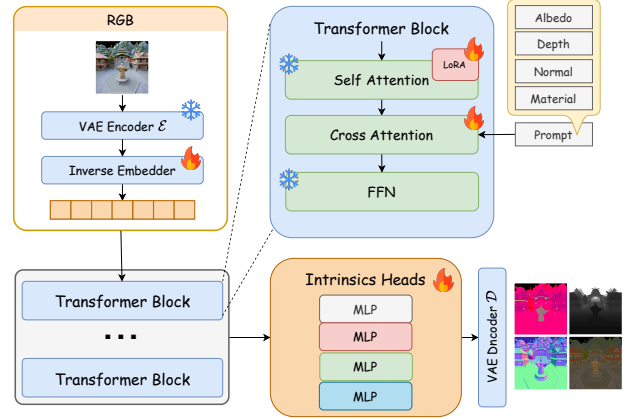 RGB
VAE Encoder ℰ
Inverse Embedder
Transformer Block
LoRA
Self Attention
Cross Attention
FFN
Albedo
Depth
Normal
Material
Prompt
Transformer Block
...
Transformer Block
Intrinsics Heads
MLP
MLP
MLP
MLP
VAE Dncoder 𝒟